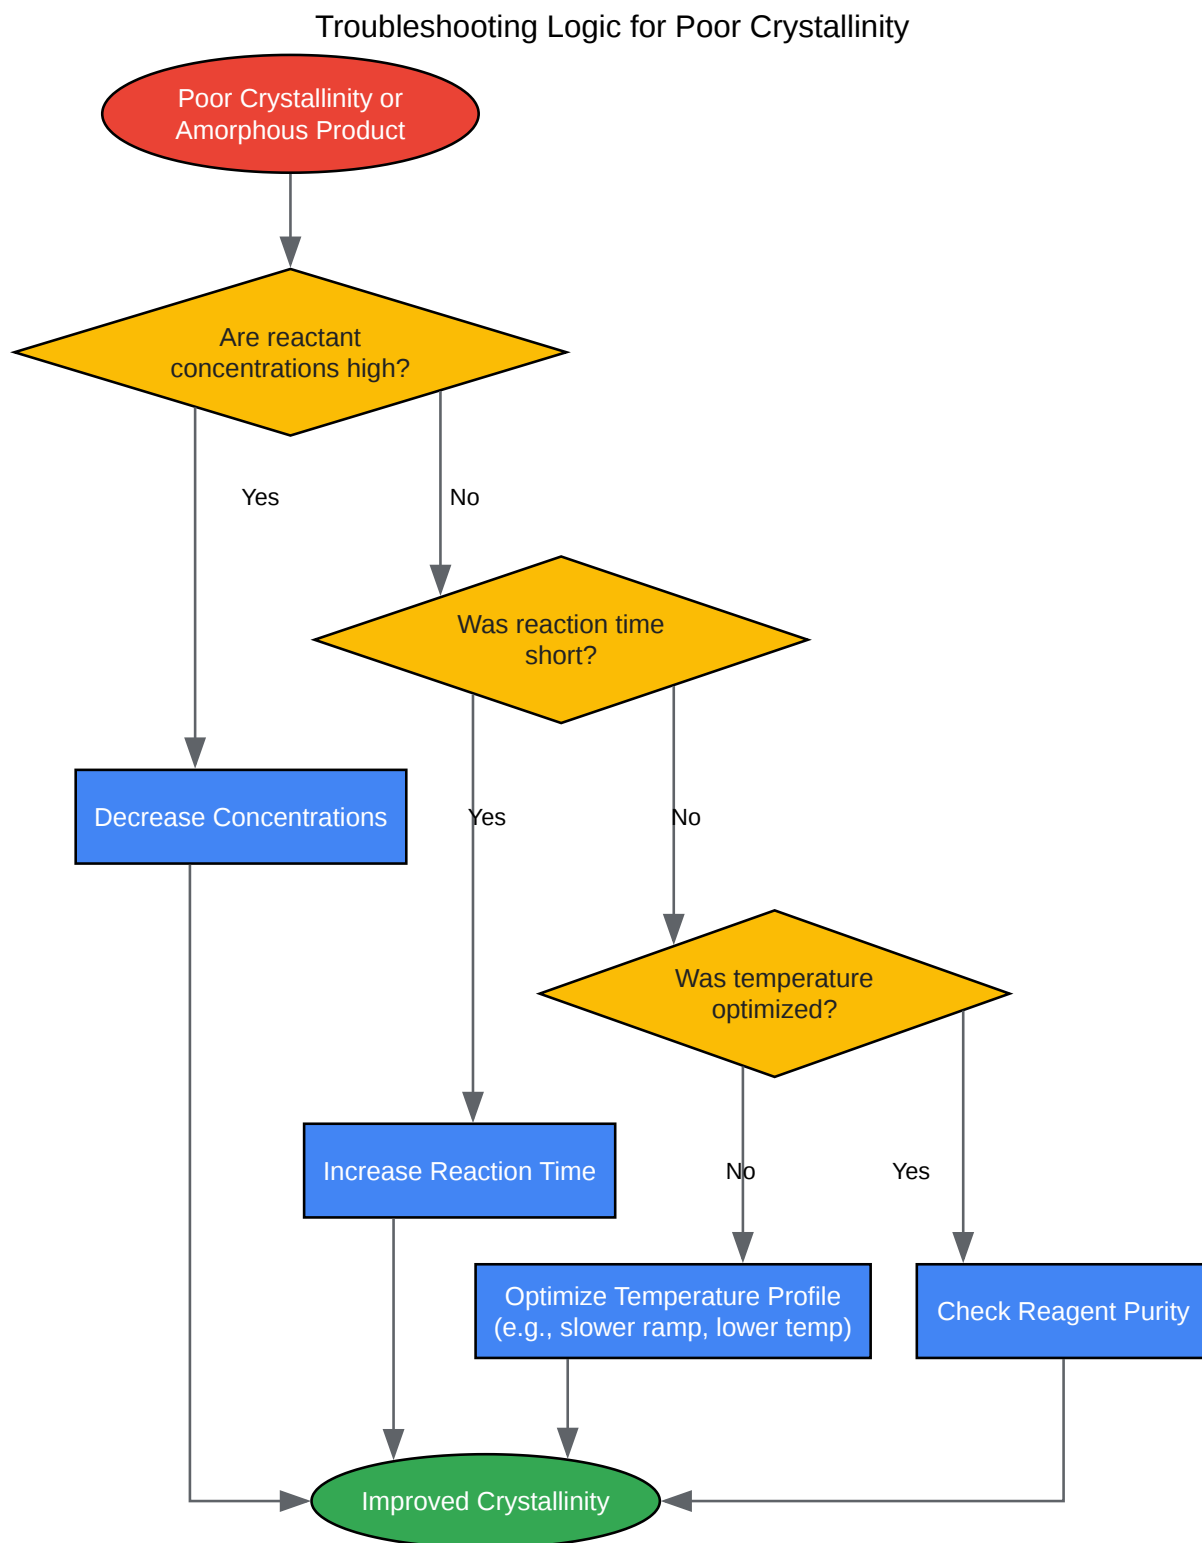 Troubleshooting Logic for Poor Crystallinity
Poor Crystallinity or
Amorphous Product
Are reactant
concentrations high?
Yes
No
Was reaction time
short?
Decrease Concentrations
Yes
No
Was temperature
optimized?
Increase Reaction Time
No
Yes
Optimize Temperature Profile
(e.g., slower ramp, lower temp)
Check Reagent Purity
Improved Crystallinity